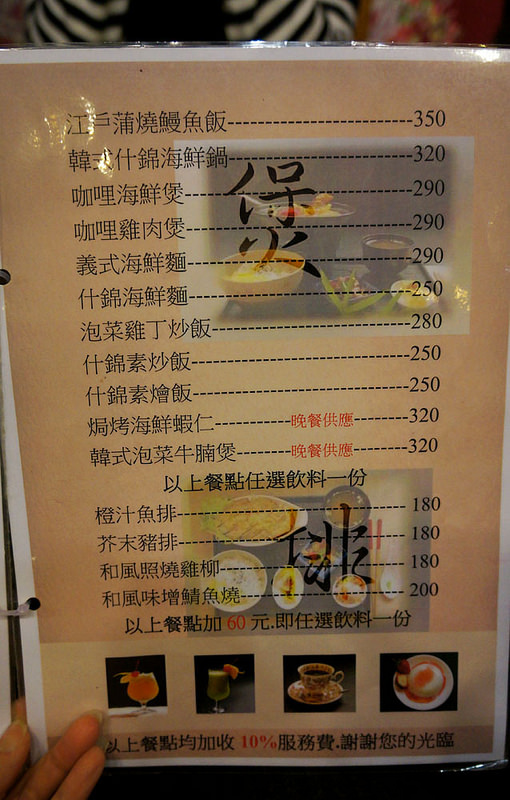 江戶蒲燒鰻魚飯------------------350
韓式什錦海鮮鍋------------------320
咖哩海鮮煲----------------------290
咖哩雞肉煲----------------------290
義式海鮮麵----------------------290
什錦海鮮麵----------------------250
泡菜雞丁炒飯--------------------280
什錦素炒飯----------------------250
什錦素燴飯----------------------250
焗烤海鮮蝦仁----------晚餐供應-------320
韓式泡菜牛腩煲--------晚餐供應-------320
以上餐點任選飲料一份
橙汁魚排------------------------180
芥末豬排------------------------180
和風照燒雞柳--------------------180
和風味增鯖魚燒------------------200
以上餐點加 60 元.即任選飲料一份
以上餐點均加收 10%服務費.謝謝您的光臨
煲
排